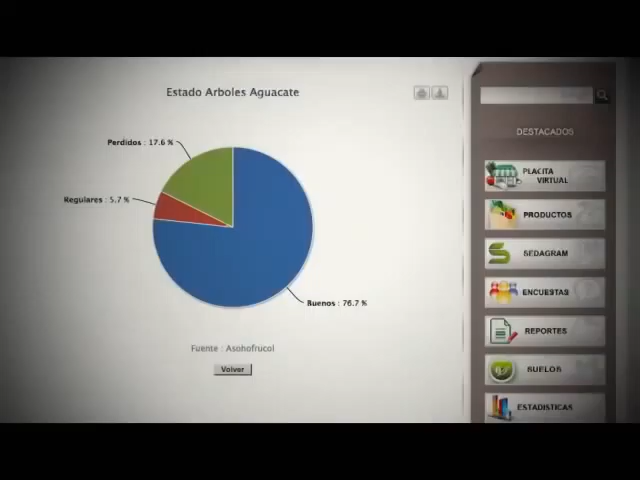 Estado Arboles Aguacate
Perdidos : 17.6 %
Regulares : 5.7 %
Buenos : 76.7 %
Fuente : Asohofrucol
Volver
DESTACADOS
PLACITA
VIRTUAL
PRODUCTOS
SEDAGRAM
ENCUESTAS
REPORTES
SUELOS
ESTADISTICAS